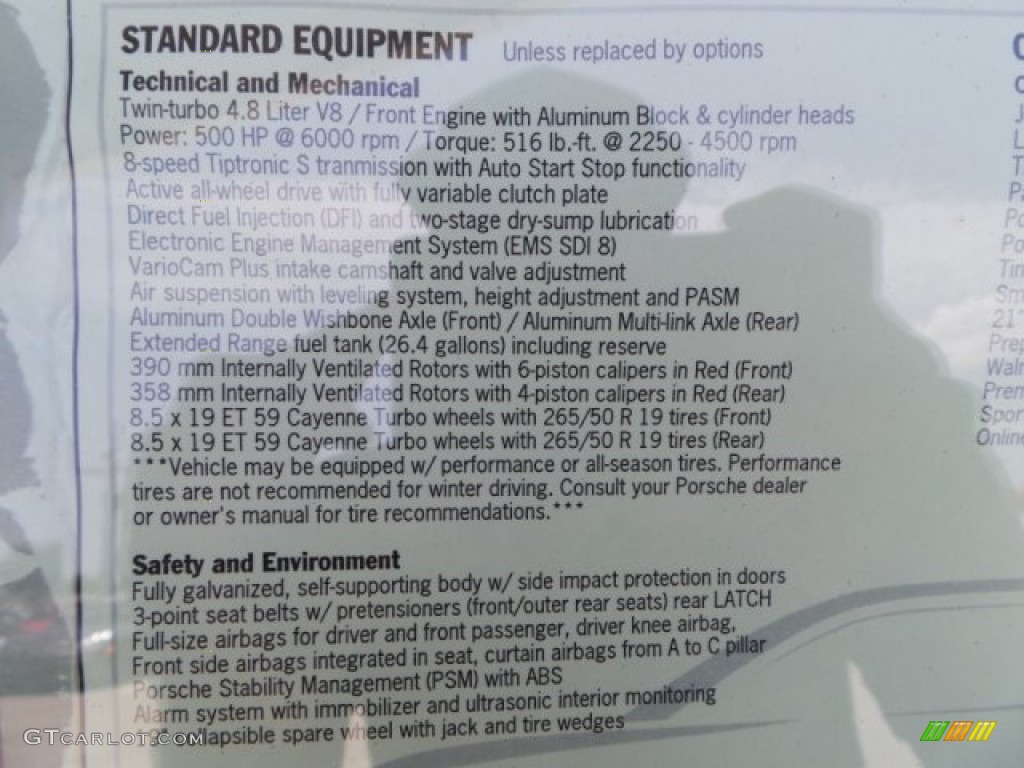 STANDARD EQUIPMENT Unless replaced by options
Technical and Mechanical
Twin-turbo 4.8 Liter V8 / Front Engine with Aluminum Block & cylinder heads
Power: 500 HP @ 6000 rpm / Torque: 516 lb.-ft. @ 2250 - 4500 rpm
8-speed Tiptronic S tranmission with Auto Start Stop functionality
Active all-wheel drive with fully variable clutch plate
Direct Fuel Injection (DFI) and two-stage dry-sump lubrication
Electronic Engine Management System (EMS SDI 8)
VarioCam Plus intake camshaft and valve adjustment
Air suspension with leveling system, height adjustment and PASM
Aluminum Double Wishbone Axle (Front) / Aluminum Multi-link Axle (Rear)
Extended Range fuel tank (26.4 gallons) including reserve
390 mm Internally Ventilated Rotors with 6-piston calipers in Red (Front)
358 mm Internally Ventilated Rotors with 4-piston calipers in Red (Rear)
8.5 x 19 ET 59 Cayenne Turbo wheels with 265/50 R 19 tires (Front)
8.5 x 19 ET 59 Cayenne Turbo wheels with 265/50 R 19 tires (Rear)
***Vehicle may be equipped w/ performance or all-season tires. Performance
tires are not recommended for winter driving. Consult your Porsche dealer
or owner's manual for tire recommendations.***
Safety and Environment
Fully galvanized, self-supporting body w/ side impact protection in doors
3-point seat belts w/ pretensioners (front/outer rear seats) rear LATCH
Full-size airbags for driver and front passenger, driver knee airbag,
Front side airbags integrated in seat, curtain airbags from A to C pillar
Porsche Stability Management (PSM) with ABS
Alarm system with immobilizer and ultrasonic interior monitoring
spare wheel with jack and tire wedges
21"
Online
GTCARLOT.COM